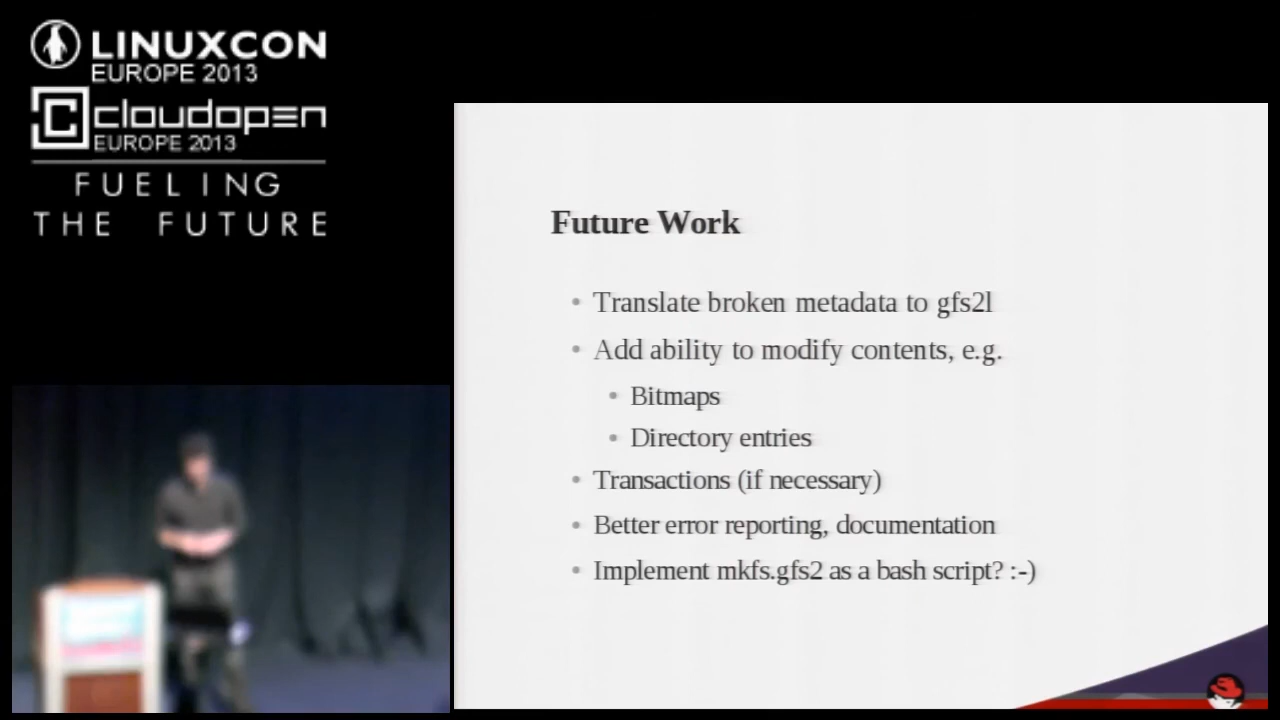 LINUXCON
EUROPE 2013
cloudopen
EUROPE 2013
FUELING
THE FUTURE
Future Work
• Translate broken metadata to gfs2l
• Add ability to modify contents, e.g.
• Bitmaps
• Directory entries
• Transactions (if necessary)
• Better error reporting, documentation
• Implement mkfs.gfs2 as a bash script? :-)